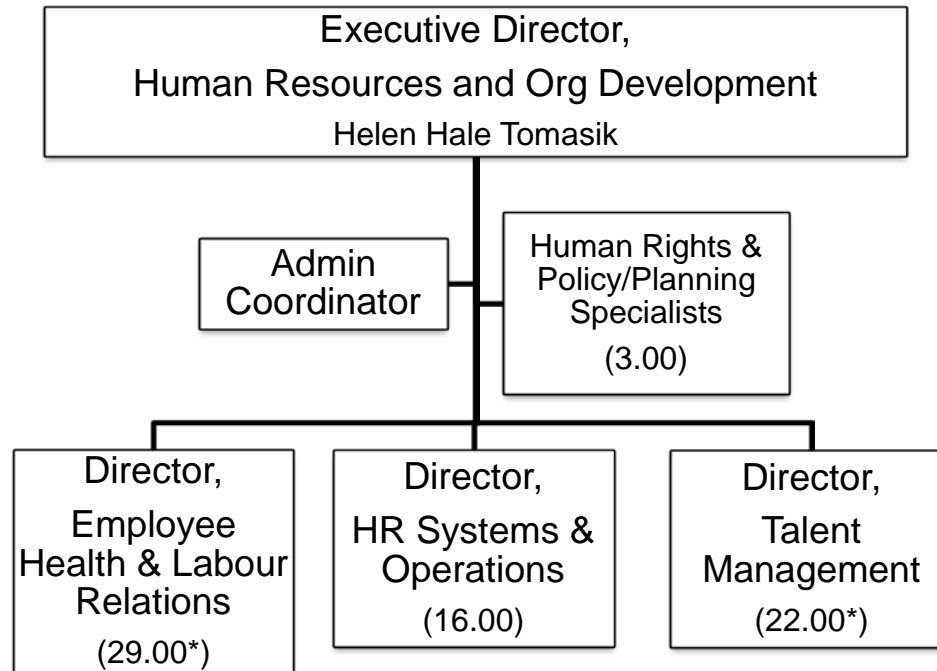 Executive Director,
Human Resources and Org Development
Helen Hale Tomasik
Admin
Coordinator
Human Rights &
Policy/Planning
Specialists
(3.00)
Director,
Employee
Health & Labour
Relations
(29.00*)
Director,
HR Systems &
Operations
(16.00)
Director,
Talent
Management
(22.00*)